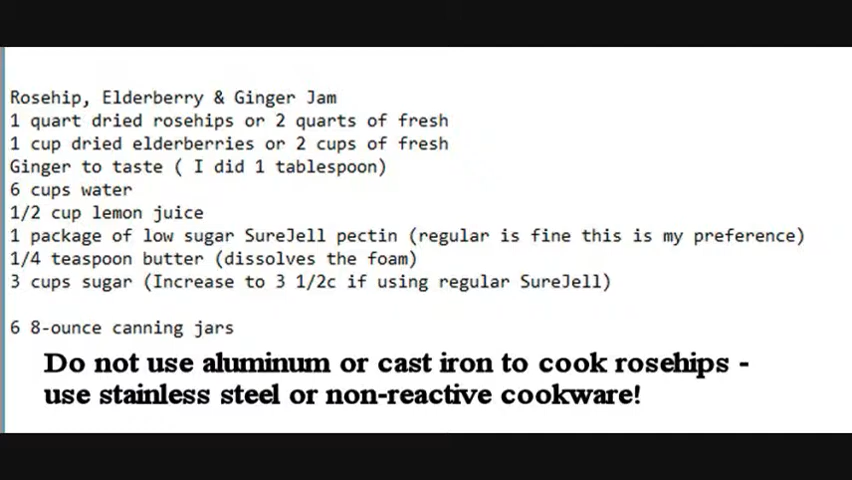 Rosehip, Elderberry & Ginger Jam
1 quart dried rosehips or 2 quarts of fresh
1 cup dried elderberries or 2 cups of fresh
Ginger to taste ( I did 1 tablespoon)
6 cups water
1/2 cup lemon juice
1 package of low sugar SureJell pectin (regular is fine this is my preference)
1/4 teaspoon butter (dissolves the foam)
3 cups sugar (Increase to 3 1/2c if using regular SureJell)
6 8-ounce canning jars
Do not use aluminum or cast iron to cook rosehips -
use stainless steel or non-reactive cookware!